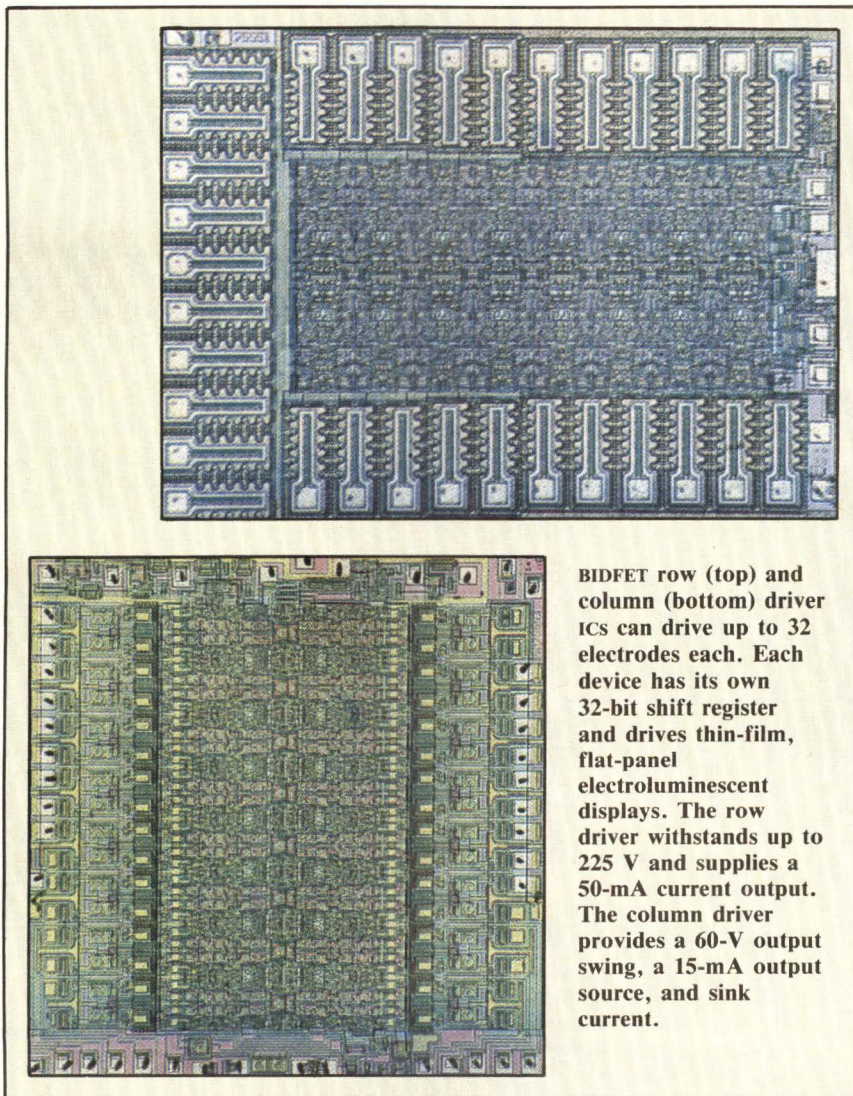 BIDFET row (top) and
column (bottom) driver
ICs can drive up to 32
electrodes each. Each
device has its own
32-bit shift register
and drives thin-film,
flat-panel
electroluminescent
displays. The row
driver withstands up to
225 V and supplies a
50-mA current output.
The column driver
provides a 60-V output
swing, a 15-mA output
source, and sink
current.